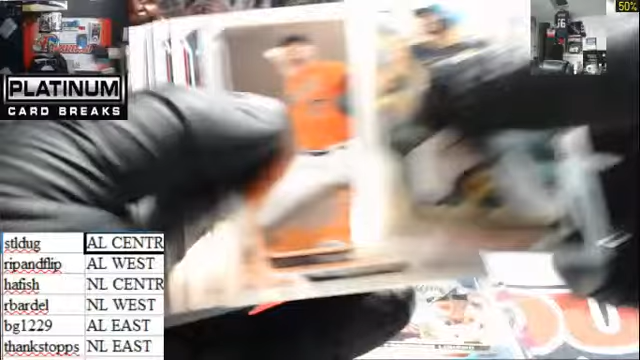 50%
PLATINUM
CARD BREAKS
stldug AL CENTR
ripandflip AL WEST
hafish NL CENTR
rbardel NL WEST
bg1229 AL EAST
thankstopps NL EAST